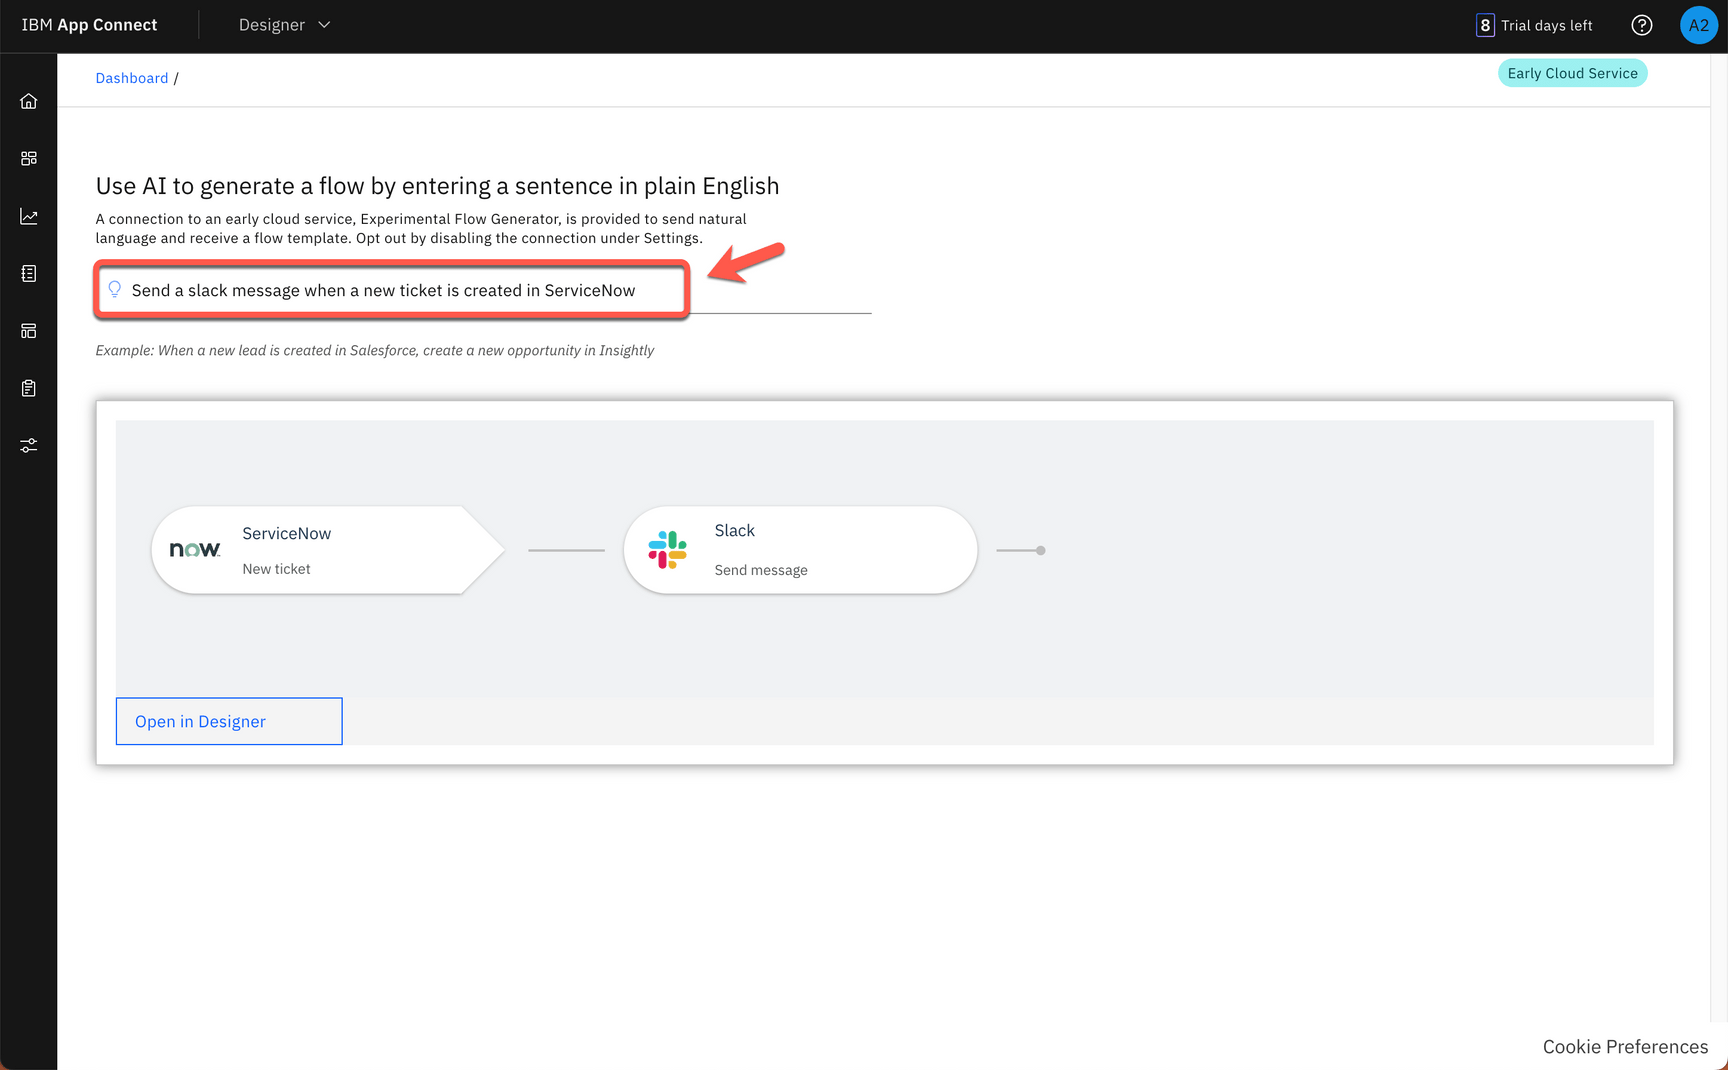 IBM App Connect
Designer
8 Trial days left
A2
Dashboard /
Early Cloud Service
Use AI to generate a flow by entering a sentence in plain English
A connection to an early cloud service, Experimental Flow Generator, is provided to send natural
language and receive a flow template. Opt out by disabling the connection under Settings.
Send a slack message when a new ticket is created in ServiceNow
Example: When a new lead is created in Salesforce, create a new opportunity in Insightly
now
ServiceNow
New ticket
Slack
Send message
Open in Designer
Cookie Preferences